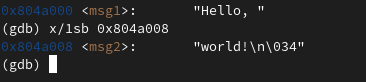 0x804a000 <msg1>:        "Hello, "
(gdb) x/1sb 0x804a008
0x804a008 <msg2>:        "world!\n\034"
(gdb)